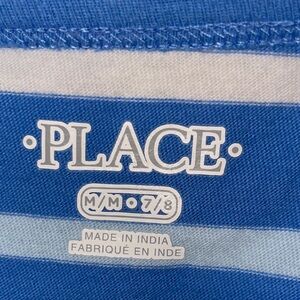 •PLACE•
M/M • 7/8
MADE IN INDIA
FABRIQUÉ EN INDE